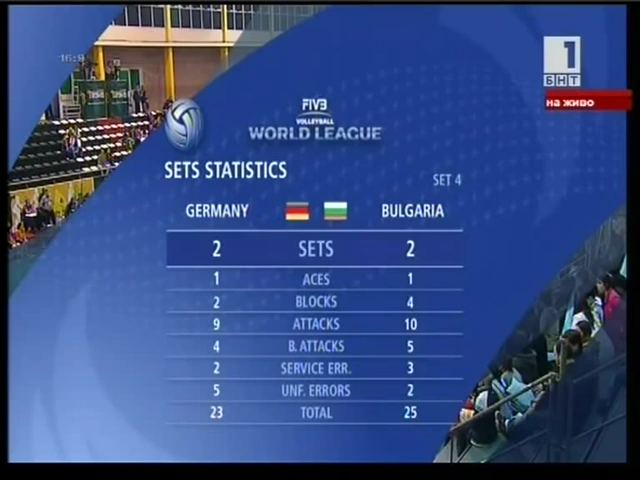 16:9
1
БНТ
на живо
FIVB
VOLLEYBALL
WORLD LEAGUE
SETS STATISTICS
SET 4
GERMANY BULGARIA
2 SETS 2
1 ACES 1
2 BLOCKS 4
9 ATTACKS 10
4 B. ATTACKS 5
2 SERVICE ERR. 3
5 UNF. ERRORS 2
23 TOTAL 25